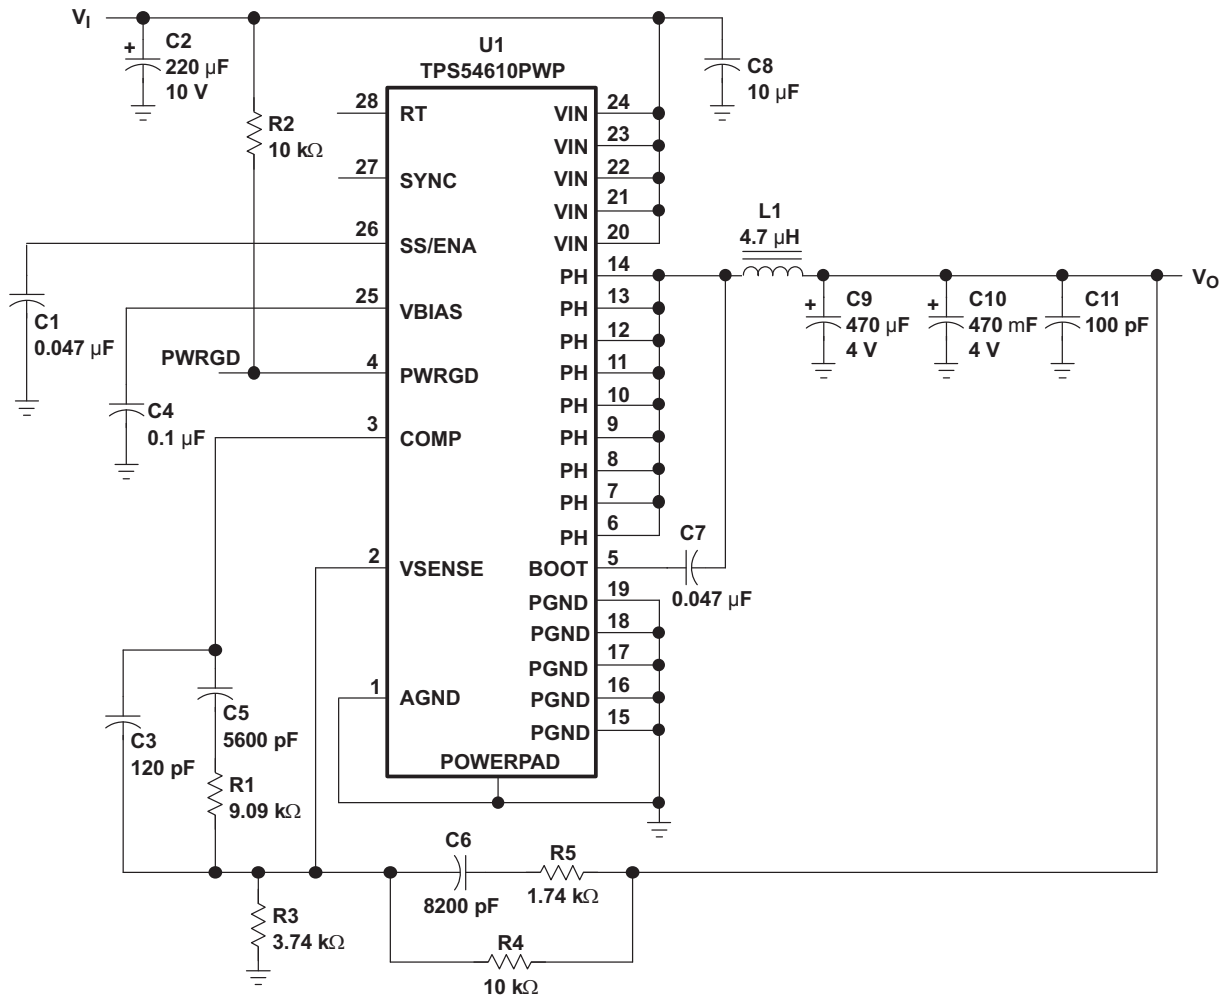 VI
C2
220 µF
10 V
R2
10 kΩ
U1
TPS54610PWP
C8
10 µF
28
RT
27
SYNC
26
SS/ENA
25
VBIAS
4
PWRGD
PWRGD
3
COMP
2
VSENSE
1
AGND
VIN
24
VIN
23
VIN
22
VIN
21
VIN
20
PH
14
PH
13
PH
12
PH
11
PH
10
PH
9
PH
8
PH
7
PH
6
BOOT
5
PGND
19
PGND
18
PGND
17
PGND
16
PGND
15
POWERPAD
C1
0.047 µF
C4
0.1 µF
L1
4.7 µH
+
C9
470 µF
4 V
+
C10
470 mF
4 V
C11
100 pF
VO
+
C7
0.047 µF
C3
120 pF
C5
5600 pF
R1
9.09 kΩ
R3
3.74 kΩ
C6
8200 pF
R5
1.74 kΩ
R4
10 kΩ